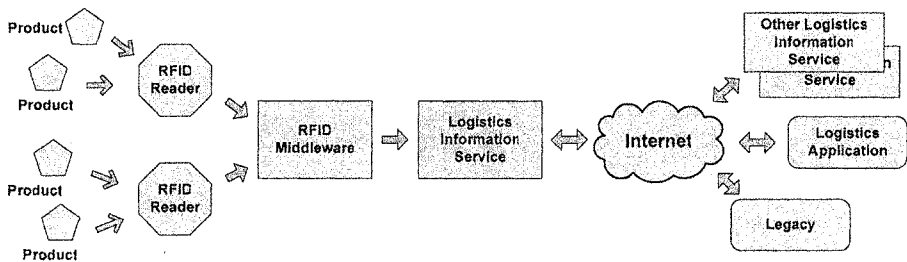 Product
Product
RFID
Reader
Product
Product
RFID
Reader
RFID
Middleware
Logistics
Information
Service
Internet
Other Logistics
Information
Service
Service
Logistics
Application
Legacy